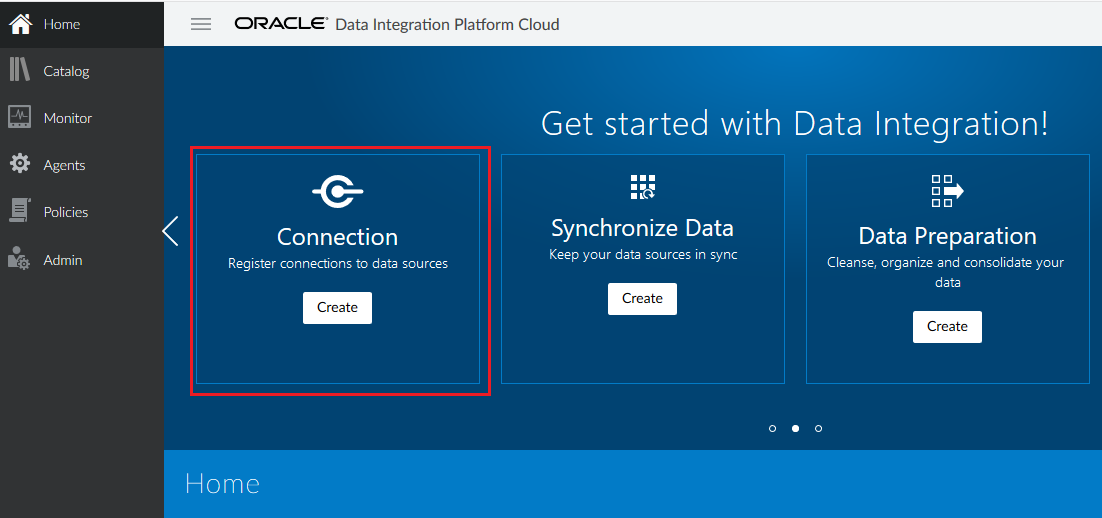 Home
ORACLE® Data Integration Platform Cloud
Catalog
Monitor
Agents
Policies
Admin
Get started with Data Integration!
Connection
Register connections to data sources
Create
Synchronize Data
Keep your data sources in sync
Create
Data Preparation
Cleanse, organize and consolidate your
data
Create
Home